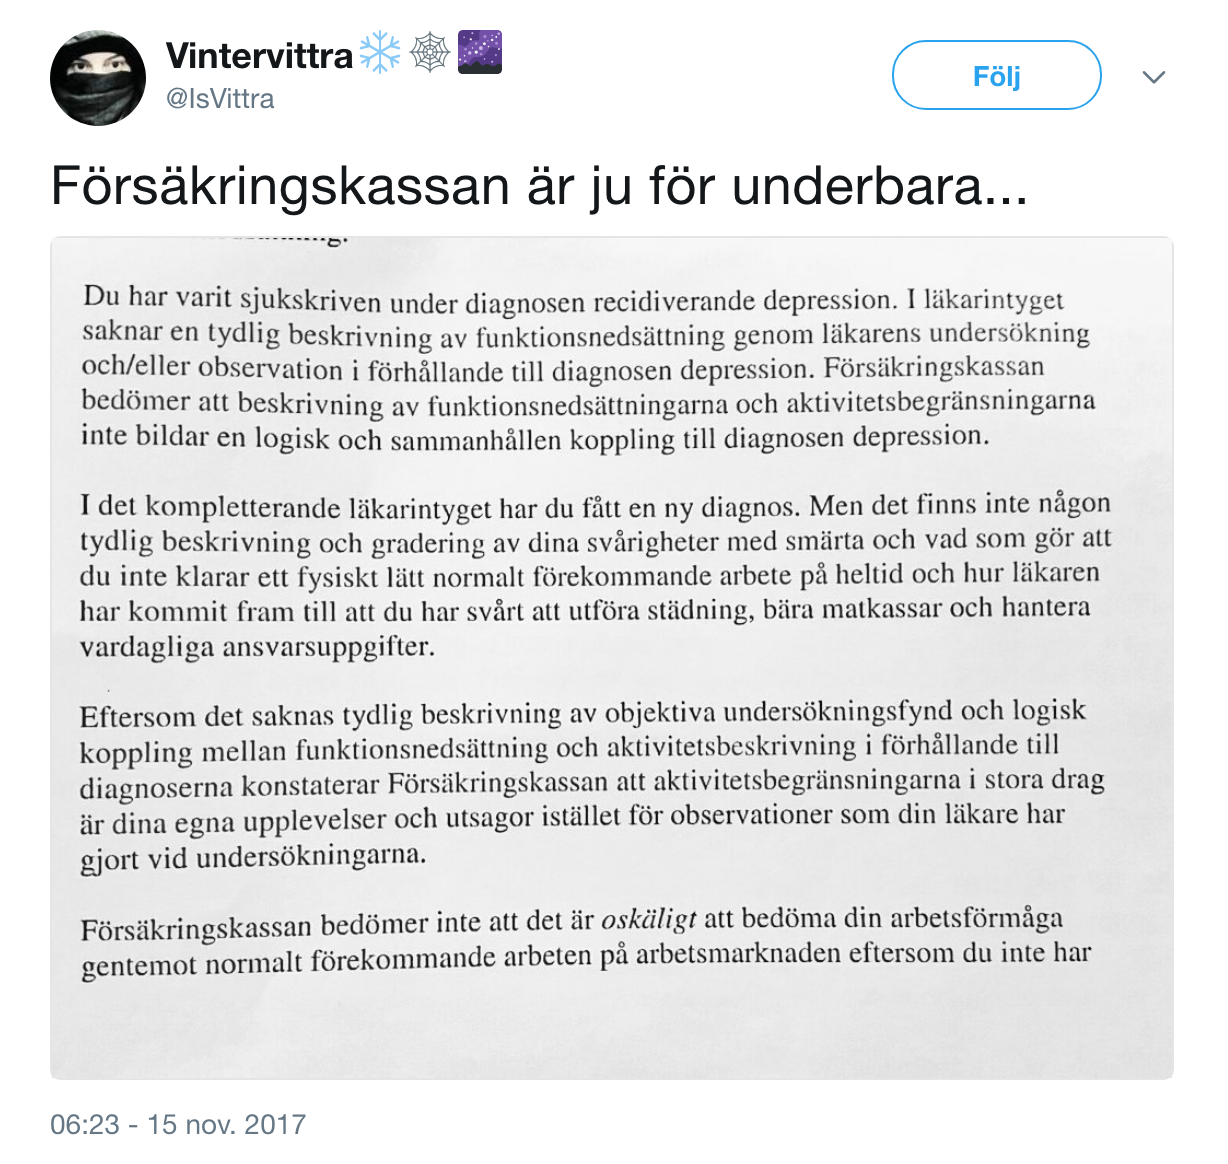 Vintervittra❄️🕸️🌌
@IsVittra
Följ
Försäkringskassan är ju för underbara...
Du har varit sjukskriven under diagnosen recidiverande depression. I läkarintyget
saknar en tydlig beskrivning av funktionsnedsättning genom läkarens undersökning
och/eller observation i förhållande till diagnosen depression. Försäkringskassan
bedömer att beskrivning av funktionsnedsättningarna och aktivitetsbegränsningarna
inte bildar en logisk och sammanhållen koppling till diagnosen depression.
I det kompletterande läkarintyget har du fått en ny diagnos. Men det finns inte någon
tydlig beskrivning och gradering av dina svårigheter med smärta och vad som gör att
du inte klarar ett fysiskt lätt normalt förekommande arbete på heltid och hur läkaren
har kommit fram till att du har svårt att utföra städning, bära matkassar och hantera
vardagliga ansvarsuppgifter.
Eftersom det saknas tydlig beskrivning av objektiva undersökningsfynd och logisk
koppling mellan funktionsnedsättning och aktivitetsbeskrivning i förhållande till
diagnoserna konstaterar Försäkringskassan att aktivitetsbegränsningarna i stora drag
är dina egna upplevelser och utsagor istället för observationer som din läkare har
gjort vid undersökningarna.
Försäkringskassan bedömer inte att det är oskäligt att bedöma din arbetsförmåga
gentemot normalt förekommande arbeten på arbetsmarknaden eftersom du inte har
06:23 - 15 nov. 2017